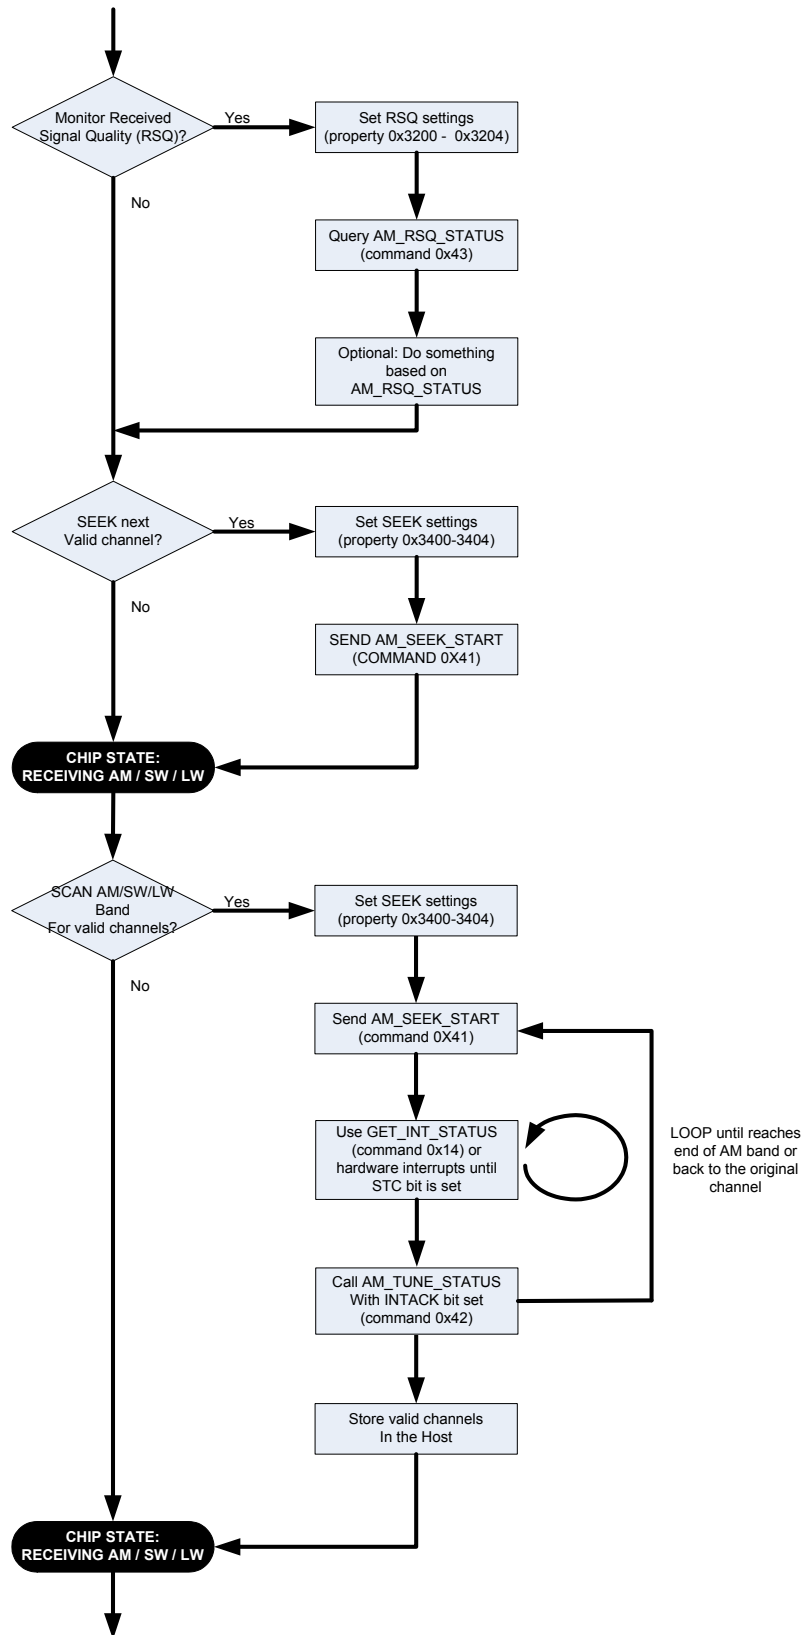 Monitor Received
Signal Quality (RSQ)?
Yes
Set RSQ settings
(property 0x3200 - 0x3204)
No
Query AM_RSQ_STATUS
(command 0x43)
Optional: Do something
based on
AM_RSQ_STATUS
SEEK next
Valid channel?
Yes
Set SEEK settings
(property 0x3400-3404)
No
SEND AM_SEEK_START
(COMMAND 0X41)
CHIP STATE:
RECEIVING AM / SW / LW
SCAN AM/SW/LW
Band
For valid channels?
Yes
Set SEEK settings
(property 0x3400-3404)
No
Send AM_SEEK_START
(command 0X41)
Use GET_INT_STATUS
(command 0x14) or
hardware interrupts until
STC bit is set
LOOP until reaches
end of AM band or
back to the original
channel
Call AM_TUNE_STATUS
With INTACK bit set
(command 0x42)
Store valid channels
In the Host
CHIP STATE:
RECEIVING AM / SW / LW